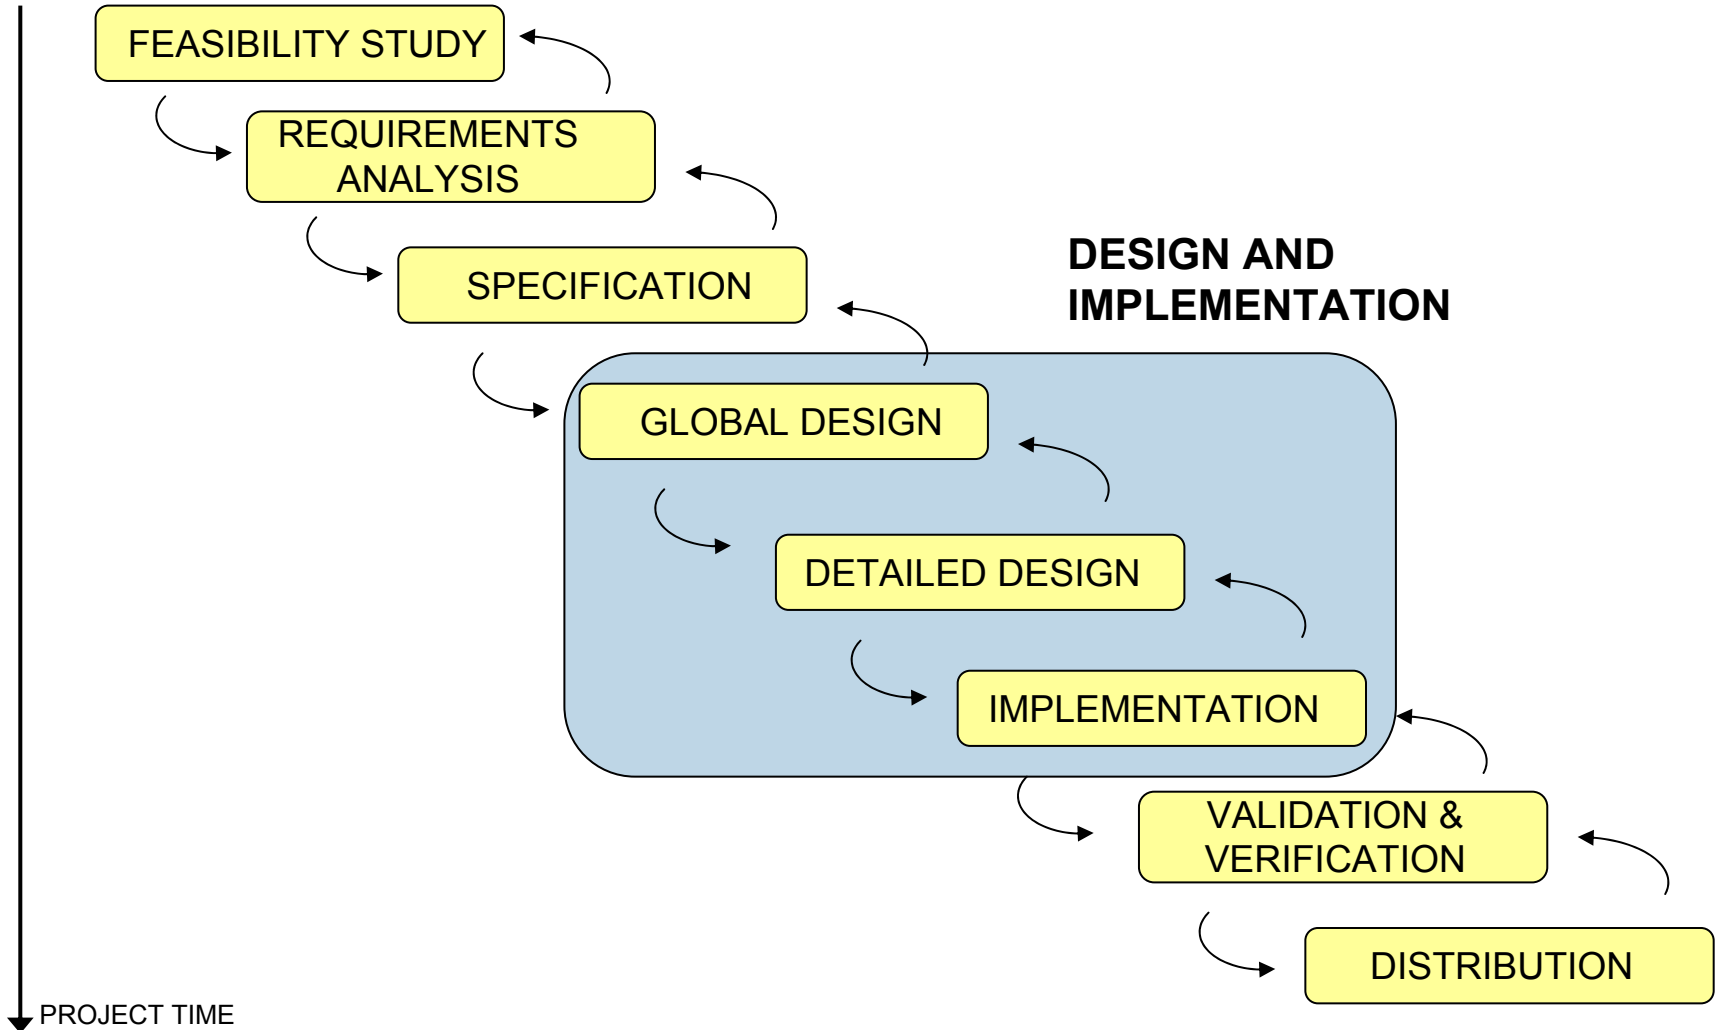 FEASIBILITY STUDY
REQUIREMENTS
ANALYSIS
SPECIFICATION
DESIGN AND
IMPLEMENTATION
GLOBAL DESIGN
DETAILED DESIGN
IMPLEMENTATION
VALIDATION &
VERIFICATION
DISTRIBUTION
PROJECT TIME